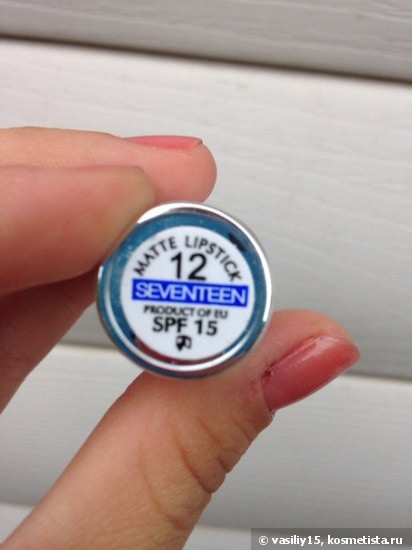 MATTE LIPSTICK
12
SEVENTEEN
PRODUCT OF EU
SPF 15
© vasiliy15, kosmetista.ru